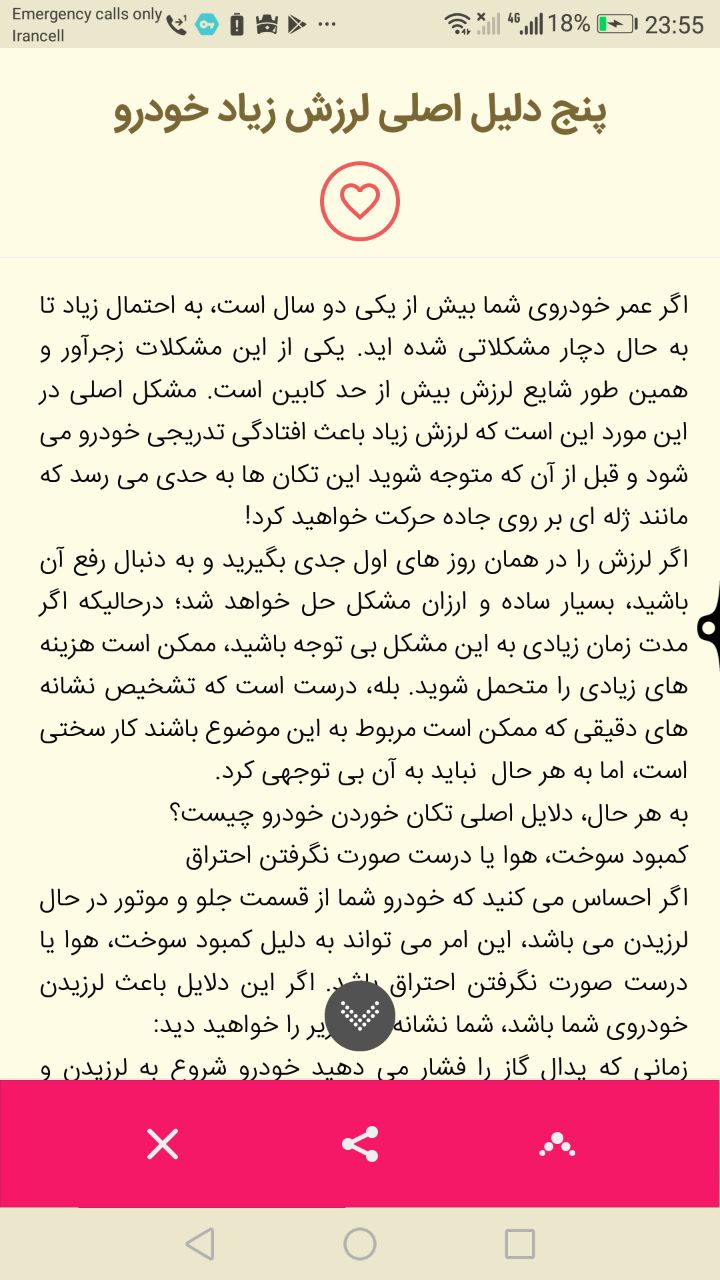 Emergency calls only
Irancell
4G
18%
23:55
پنج دلیل اصلی لرزش زیاد خودرو
اگر عمر خودروی شما بیش از یکی دو سال است، به احتمال زیاد تا
به حال دچار مشکلاتی شده اید. یکی از این مشکلات زجرآور و
همین طور شایع لرزش بیش از حد کابین است. مشکل اصلی در
این مورد این است که لرزش زیاد باعث افتادگی تدریجی خودرو می
شود و قبل از آن که متوجه شوید این تکان ها به حدی می رسد که
مانند ژله ای بر روی جاده حرکت خواهید کرد!
اگر لرزش را در همان روز های اول جدی بگیرید و به دنبال رفع آن
باشید، بسیار ساده و ارزان مشکل حل خواهد شد؛ درحالیکه اگر
مدت زمان زیادی به این مشکل بی توجه باشید، ممکن است هزینه
های زیادی را متحمل شوید. بله، درست است که تشخیص نشانه
های دقیقی که ممکن است مربوط به این موضوع باشند کار سختی
است، اما به هر حال نباید به آن بی توجهی کرد.
به هر حال، دلایل اصلی تکان خوردن خودرو چیست؟
کمبود سوخت، هوا یا درست صورت نگرفتن احتراق
اگر احساس می کنید که خودرو شما از قسمت جلو و موتور در حال
لرزیدن می باشد، این امر می تواند به دلیل کمبود سوخت، هوا یا
درست صورت نگرفتن احتراق باشد. اگر این دلایل باعث لرزیدن
خودروی شما باشد، شما نشانه زیر را خواهید دید:
زمانی که پدال گاز را فشار می دهید خودرو شروع به لرزیدن و